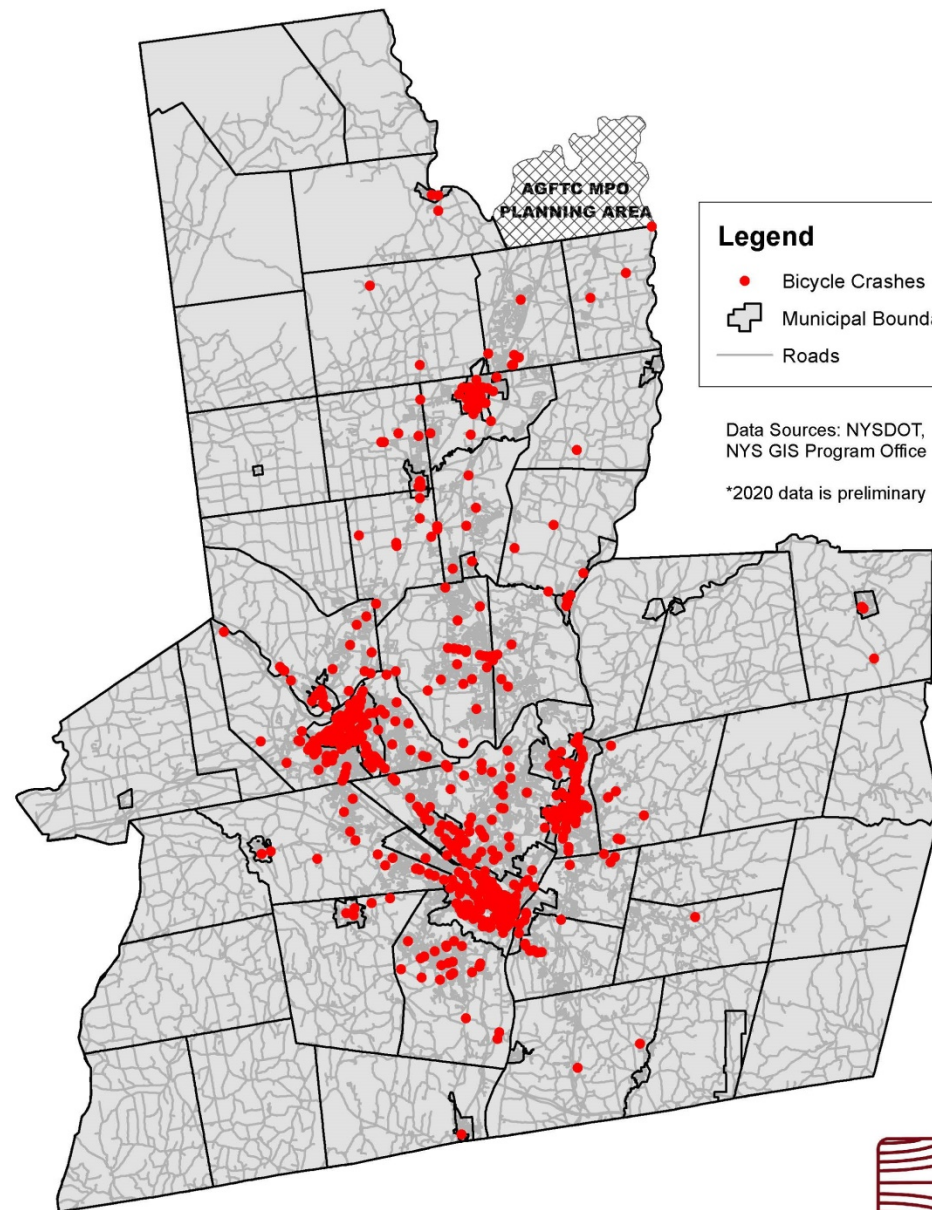 AGFTC MPO
PLANNING AREA
Legend
Bicycle Crashes
Municipal Bounda
Roads
Data Sources: NYSDOT,
NYS GIS Program Office
*2020 data is preliminary